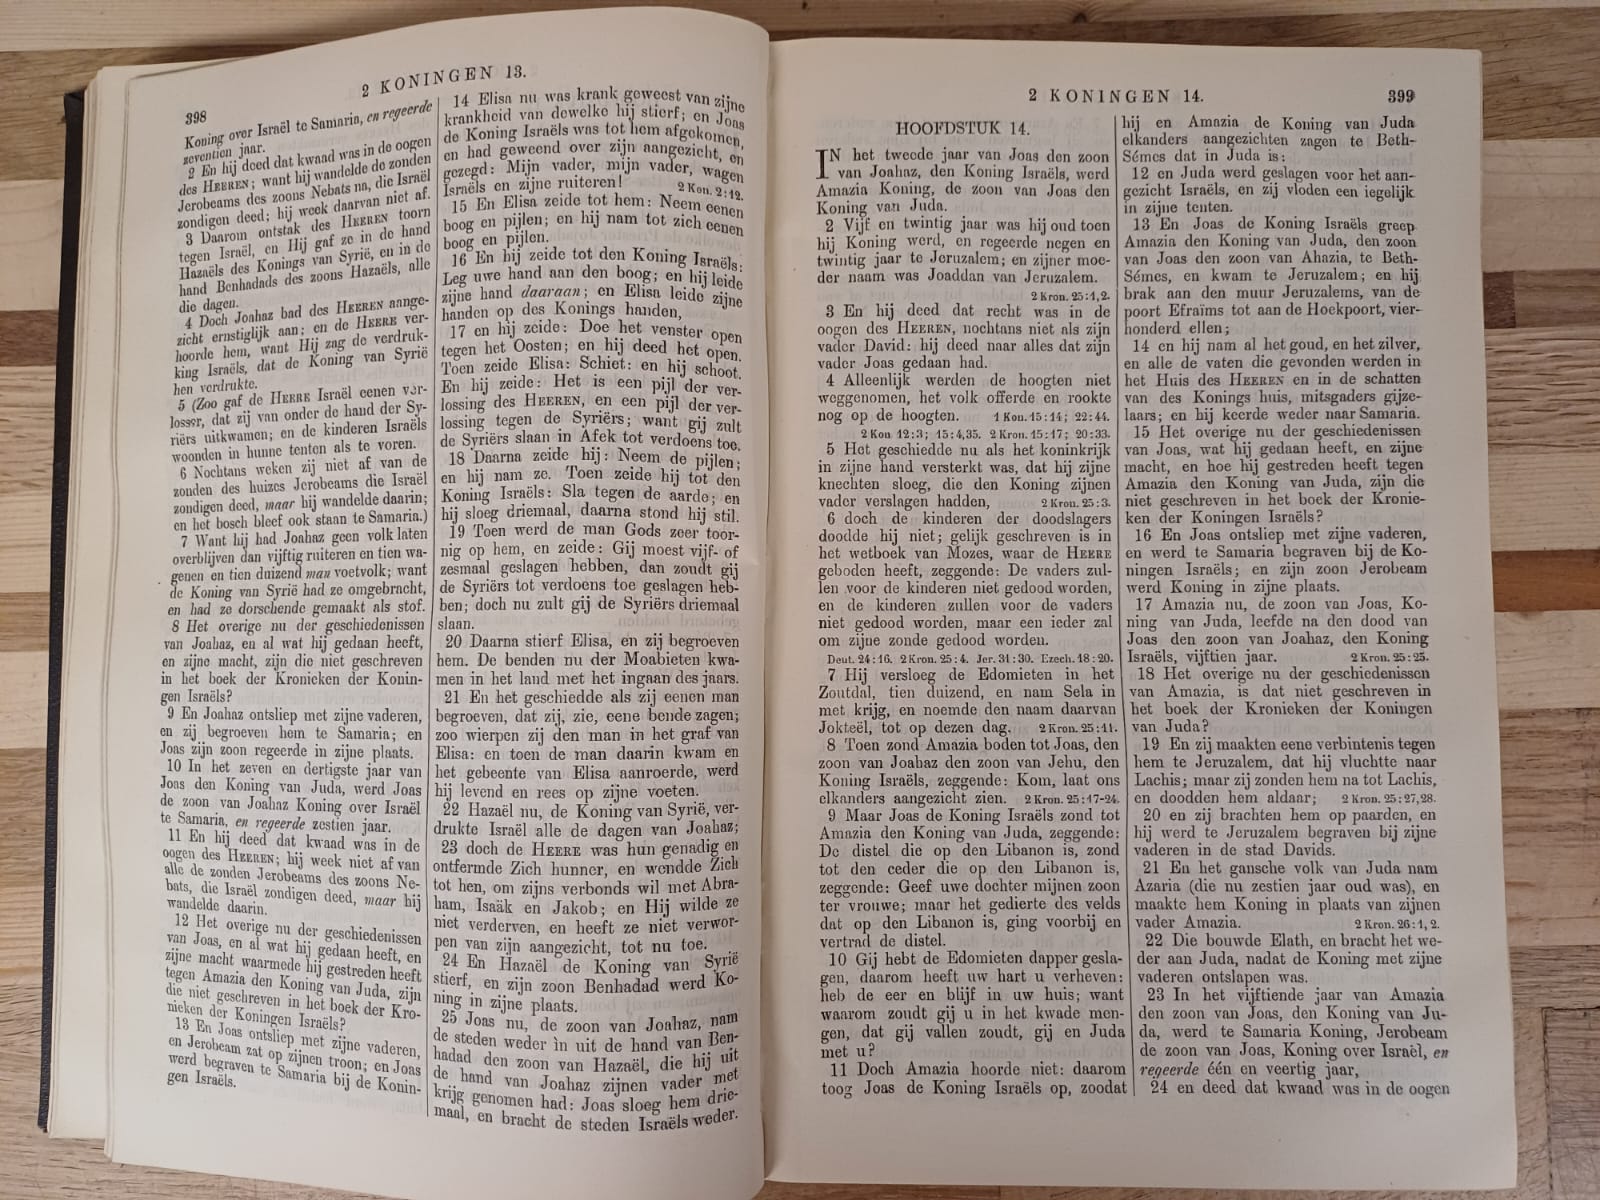 398
2 KONINGEN 13.
Koning over Israël te Samaria, en regeerde
zeventien jaar.
2 En hij deed dat kwaad was in de oogen
des HEEREN; want hij wandelde de zonden
Jerobeams des zoons Nebats na, die Israël
zondigen deed; hij week daarvan niet af.
3 Daarom ontstak des HEEREN toorn
tegen Israël, en Hij gaf ze in de hand
Hazaëls des Konings van Syrië, en in de
hand Benhadads des zoons Hazaëls, alle
die dagen.
4 Doch Joahaz bad des HEEREN aange-
zicht ernstiglijk aan; en de HEERE ver-
hoorde hem, want Hij zag de verdruk-
king Israëls, dat de Koning van Syrië
hen verdrukte.
5 (Zoo gaf de HEERE Israël eenen ver-
losser, dat zij van onder de hand der Sy-
riërs uitkwamen; en de kinderen Israëls
woonden in hunne tenten als te voren.
6 Nochtans weken zij niet af van de
zonden des huizes Jerobeams die Israël
zondigen deed, maar hij wandelde daarin;
en het bosch bleef ook staan te Samaria.)
7 Want hij had Joahaz geen volk laten
overblijven dan vijftig ruiteren en tien wa-
genen en tien duizend man voetvolk; want
de Koning van Syrië had ze omgebracht,
en had ze dorschende gemaakt als stof.
8 Het overige nu der geschiedenissen
van Joahaz, en al wat hij gedaan heeft,
en zijne macht, zijn die niet geschreven
in het boek der Kronieken der Konin-
gen Israëls?
9 En Joahaz ontsliep met zijne vaderen,
en zij begroeven hem te Samaria; en
Joas zijn zoon regeerde in zijne plaats.
10 In het zeven en dertigste jaar van
Joas den Koning van Juda, werd Joas
de zoon van Joahaz Koning over Israël
te Samaria, en regeerde zestien jaar.
11 En hij deed dat kwaad was in de
oogen des HEEREN; hij week niet af van
alle de zonden Jerobeams des zoons Ne-
bats, die Israël zondigen deed, maar hij
wandelde daarin.
12 Het overige nu der geschiedenissen
van Joas, en al wat hij gedaan heeft, en
zijne macht waarmede hij gestreden heeft
tegen Amazia den Koning van Juda, zijn
die niet geschreven in het boek der Kro-
nieken der Koningen Israëls?
13 En Joas ontsliep met zijne vaderen,
en Jerobeam zat op zijnen troon; en Joas
werd begraven te Samaria bij de Konin-
gen Israëls.
14 Elisa nu was krank geweest van zijne
krankheid van dewelke hij stierf; en Joas
de Koning Israëls was tot hem afgekomen,
en had geweend over zijn aangezicht, en
gezegd: Mijn vader, mijn vader, wagen
Israëls en zijne ruiteren! 2 Kon. 2:12.
15 En Elisa zeide tot hem: Neem eenen
boog en pijlen; en hij nam tot zich eenen
boog en pijlen.
16 En hij zeide tot den Koning Israëls:
Leg uwe hand aan den boog; en hij leide
zijne hand daaraan; en Elisa leide zijne
handen op des Konings handen,
17 en hij zeide: Doe het venster open
tegen het Oosten; en hij deed het open.
Toen zeide Elisa: Schiet: en hij schoot.
En hij zeide: Het is een pijl der ver-
lossing des HEEREN, en een pijl der ver-
lossing tegen de Syriërs; want gij zult
de Syriërs slaan in Afek tot verdoens toe.
18 Daarna zeide hij: Neem de pijlen;
en hij nam ze. Toen zeide hij tot den
Koning Israëls: Sla tegen de aarde; en
hij sloeg driemaal, daarna stond hij stil.
19 Toen werd de man Gods zeer toor-
nig op hem, en zeide: Gij moest vijf- of
zesmaal geslagen hebben, dan zoudt gij
de Syriërs tot verdoens toe geslagen heb-
ben; doch nu zult gij de Syriërs driemaal
slaan.
20 Daarna stierf Elisa, en zij begroeven
hem. De benden nu der Moabieten kwa-
men in het land met het ingaan des jaars.
21 En het geschiedde als zij eenen man
begroeven, dat zij, zie, eene bende zagen;
zoo wierpen zij den man in het graf van
Elisa: en toen de man daarin kwam en
het gebeente van Elisa aanroerde, werd
hij levend en rees op zijne voeten.
22 Hazaël nu, de Koning van Syrië, ver-
drukte Israël alle de dagen van Joahaz;
23 doch de HEERE was hun genadig en
ontfermde Zich hunner, en wendde Zich
tot hen, om zijns verbonds wil met Abra-
ham, Isaäk en Jakob; en Hij wilde ze
niet verderven, en heeft ze niet verwor-
pen van zijn aangezicht, tot nu toe.
24 En Hazaël de Koning van Syrië
stierf, en zijn zoon Benhadad werd Ko-
ning in zijne plaats.
25 Joas nu, de zoon van Joahaz, nam
de steden weder in uit de hand van Ben-
hadad den zoon van Hazaël, die hij uit
de hand van Joahaz zijnen vader met
krijg genomen had: Joas sloeg hem drie-
maal, en bracht de steden Israëls weder.
2 KONINGEN 14.
399
HOOFDSTUK 14.
IN het tweede jaar van Joas den zoon
van Joahaz, den Koning Israëls, werd
Amazia Koning, de zoon van Joas den
Koning van Juda.
2 Vijf en twintig jaar was hij oud toen
hij Koning werd, en regeerde negen en
twintig jaar te Jeruzalem; en zijner moe-
der naam was Joaddan van Jeruzalem.
2 Kron. 25:1,2.
3 En hij deed dat recht was in de
oogen des HEEREN, nochtans niet als zijn
vader David: hij deed naar alles dat zijn
vader Joas gedaan had.
4 Alleenlijk werden de hoogten niet
weggenomen, het volk offerde en rookte
nog op de hoogten. 1 Kon. 15:14; 22:44.
2 Kon 12:3; 15:4,35. 2 Kron. 15:17; 20:33.
5 Het geschiedde nu als het koninkrijk
in zijne hand versterkt was, dat hij zijne
knechten sloeg, die den Koning zijnen
vader verslagen hadden, 2 Kron. 25:3.
6 doch de kinderen der doodslagers
doodde hij niet; gelijk geschreven is in
het wetboek van Mozes, waar de HEERE
geboden heeft, zeggende: De vaders zul-
len voor de kinderen niet gedood worden,
en de kinderen zullen voor de vaders
niet gedood worden, maar een ieder zal
om zijne zonde gedood worden.
Deut. 24:16. 2 Kron. 25:4. Jer. 31:30. Ezech. 18:20.
7 Hij versloeg de Edomieten in het
Zoutdal, tien duizend, en nam Sela in
met krijg, en noemde den naam daarvan
Jokteël, tot op dezen dag. 2 Kron. 25:11.
8 Toen zond Amazia boden tot Joas, den
zoon van Joahaz den zoon van Jehu, den
Koning Israëls, zeggende: Kom, laat ons
elkanders aangezicht zien. 2 Kron. 25:17-24.
9 Maar Joas de Koning Israëls zond tot
Amazia den Koning van Juda, zeggende:
De distel die op den Libanon is, zond
tot den ceder die op den Libanon is,
zeggende: Geef uwe dochter mijnen zoon
ter vrouwe; maar het gedierte des velds
dat op den Libanon is, ging voorbij en
vertrad de distel.
10 Gij hebt de Edomieten dapper gesla-
gen, daarom heeft uw hart u verheven:
heb de eer en blijf in uw huis; want
waarom zoudt gij u in het kwade men-
gen, dat gij vallen zoudt, gij en Juda
met u?
11 Doch Amazia hoorde niet: daarom
toog Joas de Koning Israëls op, zoodat
hij en Amazia de Koning van Juda
elkanders aangezichten zagen te Beth-
Sémes dat in Juda is:
12 en Juda werd geslagen voor het aan-
gezicht Israëls, en zij vloden een iegelijk
in zijne tenten.
13 En Joas de Koning Israëls greep
Amazia den Koning van Juda, den zoon
van Joas den zoon van Ahazia, te Beth-
Sémes, en kwam te Jeruzalem; en hij
brak aan den muur Jeruzalems, van de
poort Efraïms tot aan de Hoekpoort, vier-
honderd ellen;
14 en hij nam al het goud, en het zilver,
en alle de vaten die gevonden werden in
het Huis des HEEREN en in de schatten
van des Konings huis, mitsgaders gijze-
laars; en hij keerde weder naar Samaria.
15 Het overige nu der geschiedenissen
van Joas, wat hij gedaan heeft, en zijne
macht, en hoe hij gestreden heeft tegen
Amazia den Koning van Juda, zijn die
niet geschreven in het boek der Kronie-
ken der Koningen Israëls?
16 En Joas ontsliep met zijne vaderen,
en werd te Samaria begraven bij de Ko-
ningen Israëls; en zijn zoon Jerobeam
werd Koning in zijne plaats.
17 Amazia nu, de zoon van Joas, Ko-
ning van Juda, leefde na den dood van
Joas den zoon van Joahaz, den Koning
Israëls, vijftien jaar. 2 Kron. 25:25.
18 Het overige nu der geschiedenissen
van Amazia, is dat niet geschreven in
het boek der Kronieken der Koningen
van Juda?
19 En zij maakten eene verbintenis tegen
hem te Jeruzalem, dat hij vluchtte naar
Lachis; maar zij zonden hem na tot Lachis,
en doodden hem aldaar; 2 Kron. 25:27,28.
20 en zij brachten hem op paarden, en
hij werd te Jeruzalem begraven bij zijne
vaderen in de stad Davids.
21 En het gansche volk van Juda nam
Azaria (die nu zestien jaar oud was), en
maakte hem Koning in plaats van zijnen
vader Amazia. 2 Kron. 26:1, 2.
22 Die bouwde Elath, en bracht het we-
der aan Juda, nadat de Koning met zijne
vaderen ontslapen was.
23 In het vijftiende jaar van Amazia
den zoon van Joas, den Koning van Ju-
da, werd te Samaria Koning, Jerobeam
de zoon van Joas, Koning over Israël, en
regeerde één en veertig jaar,
24 en deed dat kwaad was in de oogen